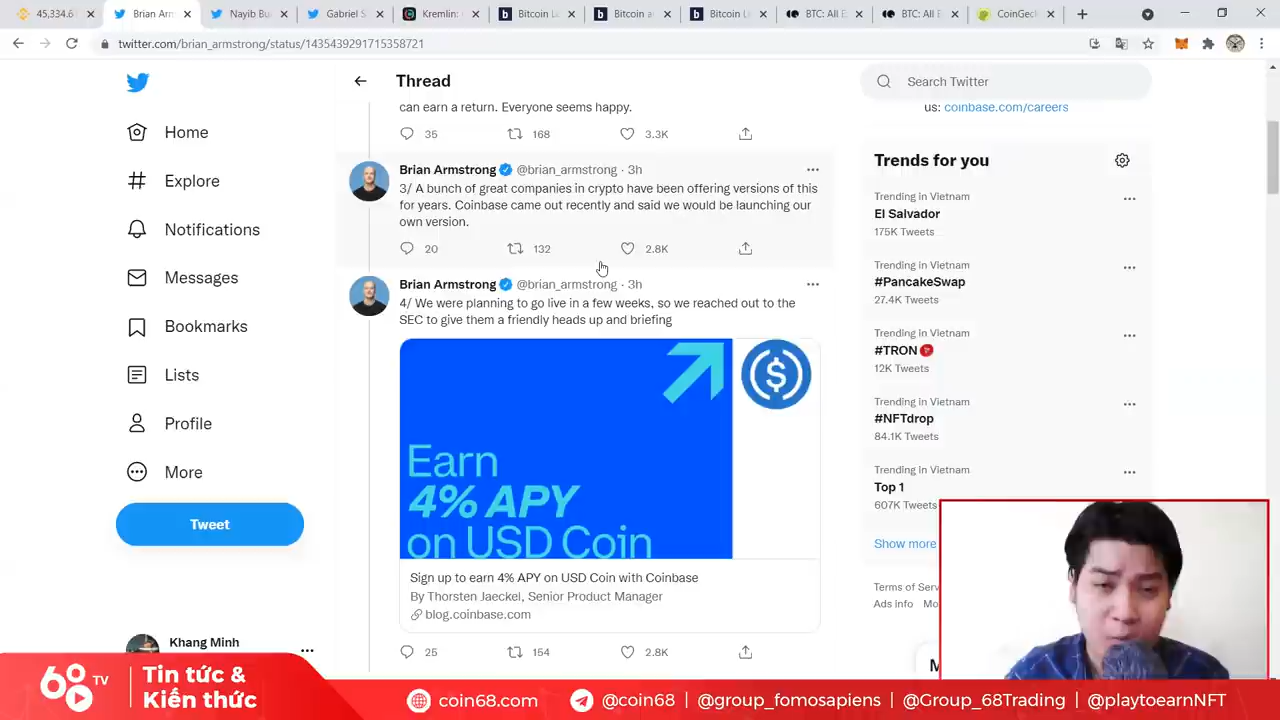 45,334.6
Brian Arm
Nayib Bu
Gabriel S
Kremlin:
Bitcoin L
Bitcoin a
Bitcoin L
BTC: All E
BTC: All E
CoinGec
twitter.com/brian_armstrong/status/1435439291715358721
Home
Explore
Notifications
Messages
Bookmarks
Lists
Profile
More
Tweet
Khang Minh
Thread
can earn a return. Everyone seems happy.
35 168 3.3K
Brian Armstrong @brian_armstrong · 3h
3/ A bunch of great companies in crypto have been offering versions of this
for years. Coinbase came out recently and said we would be launching our
own version.
20 132 2.8K
Brian Armstrong @brian_armstrong · 3h
4/ We were planning to go live in a few weeks, so we reached out to the
SEC to give them a friendly heads up and briefing
Earn
4% APY
on USD Coin
Sign up to earn 4% APY on USD Coin with Coinbase
By Thorsten Jaeckel, Senior Product Manager
blog.coinbase.com
25 154 2.8K
Search Twitter
us: coinbase.com/careers
Trends for you
Trending in Vietnam
El Salvador
175K Tweets
Trending in Vietnam
#PancakeSwap
27.4K Tweets
Trending in Vietnam
#TRON
12K Tweets
Trending in Vietnam
#NFTdrop
84.1K Tweets
Trending in Vietnam
Top 1
607K Tweets
Show more
Terms of Serv
Ads info Mo
M
68 TV
Tin tức &
Kiến thức
coin68.com @coin68 | @group_fomosapiens | @Group_68Trading | @playtoearnNFT